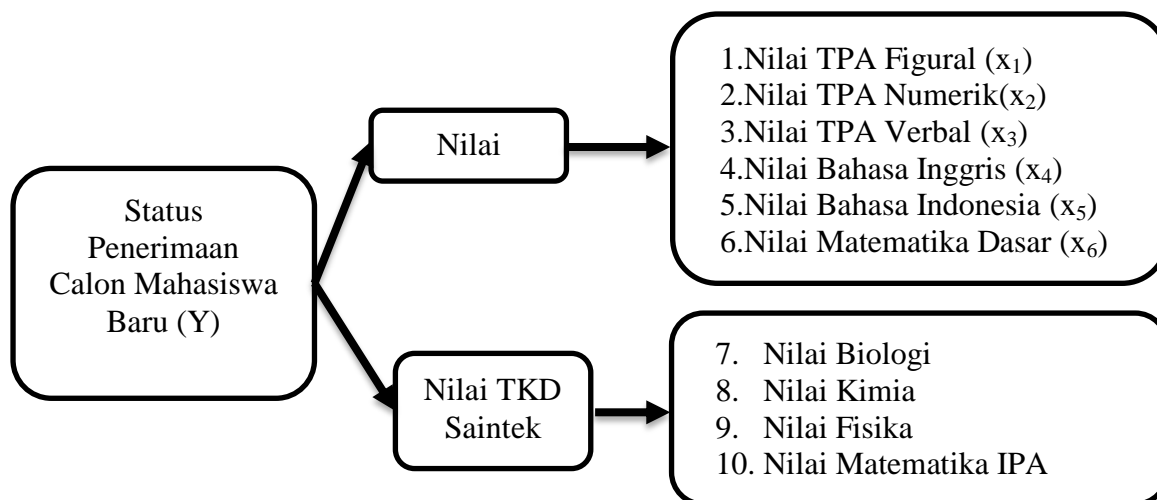 Status
Penerimaan
Calon Mahasiswa
Baru (Y)
Nilai
1.Nilai TPA Figural (x₁)
2.Nilai TPA Numerik(x₂)
3.Nilai TPA Verbal (x₃)
4.Nilai Bahasa Inggris (x₄)
5.Nilai Bahasa Indonesia (x₅)
6.Nilai Matematika Dasar (x₆)
Nilai TKD
Saintek
7. Nilai Biologi
8. Nilai Kimia
9. Nilai Fisika
10. Nilai Matematika IPA